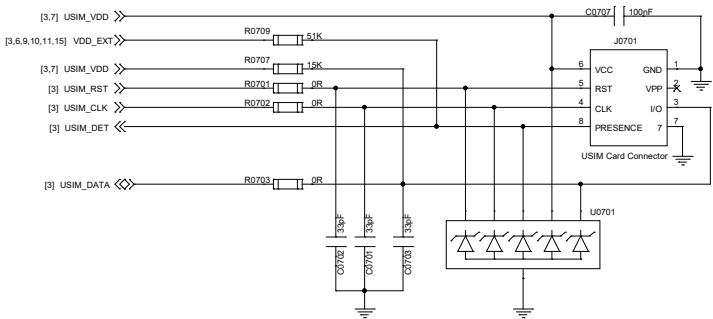 [3,7] USIM_VDD
C0707 100nF
[3,6,9,10,11,15] VDD_EXT
R0709 51K
J0701
[3,7] USIM_VDD
R0707 15K
6 VCC GND 1
[3] USIM_RST
R0701 0R
5 RST VPP 2
[3] USIM_CLK
R0702 0R
4 CLK I/O 3
[3] USIM_DET
8 PRESENCE 7 7
USIM Card Connector
[3] USIM_DATA
R0703 0R
U0701
33pF 33pF 33pF
C0702 C0701 C0703